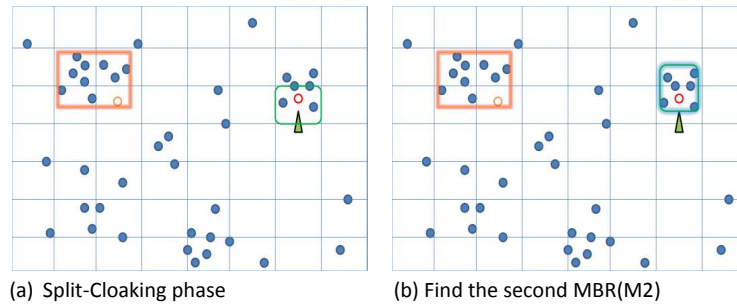 (a) Split-Cloaking phase
(b) Find the second MBR(M2)